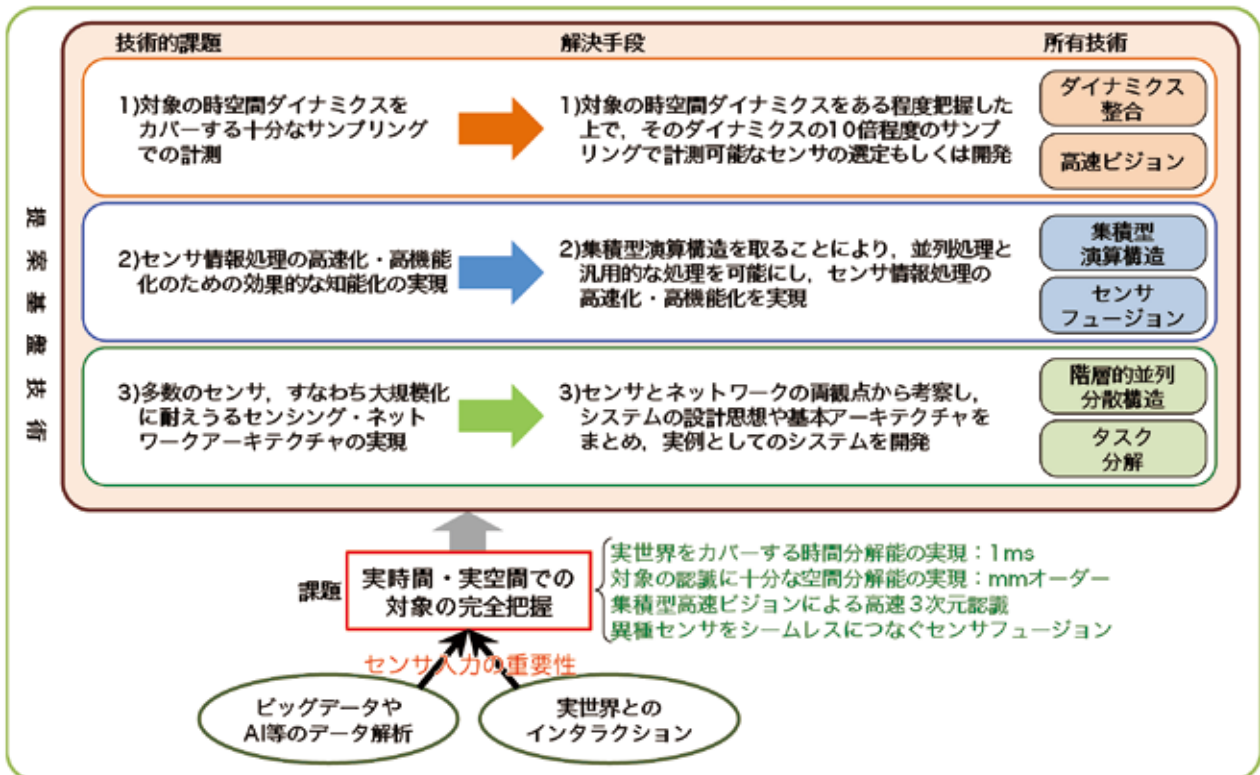 技術的課題
解決手段
所有技術
提案基盤技術
1)対象の時空間ダイナミクスを
カバーする十分なサンプリング
での計測
1)対象の時空間ダイナミクスをある程度把握した
上で，そのダイナミクスの10倍程度のサンプ
リングで計測可能なセンサの選定もしくは開発
ダイナミクス
整合
高速ビジョン
2)センサ情報処理の高速化・高機能
化のための効果的な知能化の実現
2)集積型演算構造を取ることにより，並列処理と
汎用的な処理を可能にし，センサ情報処理の
高速化・高機能化を実現
集積型
演算構造
センサ
フュージョン
3)多数のセンサ，すなわち大規模化
に耐えうるセンシング・ネット
ワークアーキテクチャの実現
3)センサとネットワークの両観点から考察し，
システムの設計思想や基本アーキテクチャを
まとめ，実例としてのシステムを開発
階層的並列
分散構造
タスク
分解
課題
実時間・実空間での
対象の完全把握
実世界をカバーする時間分解能の実現：1ms
対象の認識に十分な空間分解能の実現：mmオーダー
集積型高速ビジョンによる高速３次元認識
異種センサをシームレスにつなぐセンサフュージョン
センサ入力の重要性
ビッグデータや
AI等のデータ解析
実世界との
インタラクション